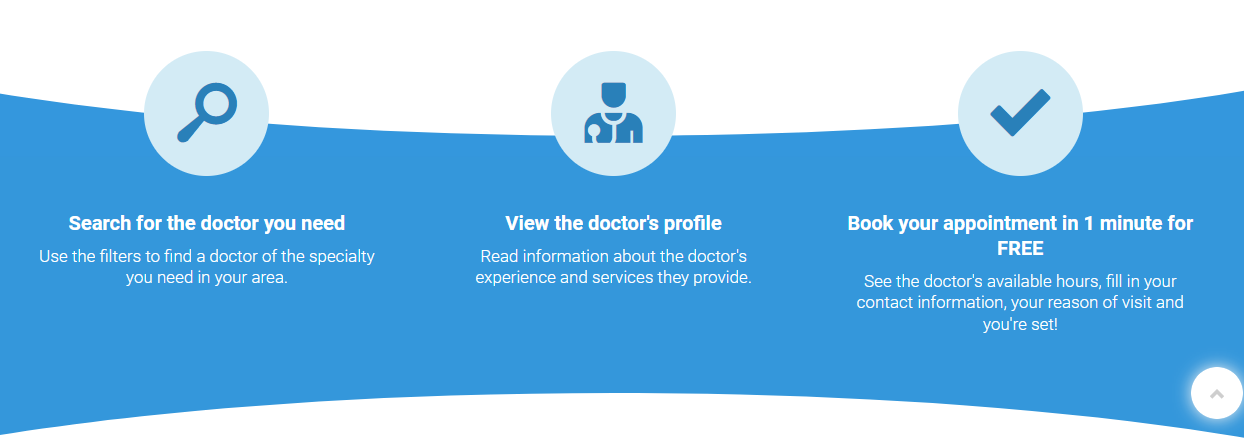 Search for the doctor you need
Use the filters to find a doctor of the specialty
you need in your area.
View the doctor's profile
Read information about the doctor's
experience and services they provide.
Book your appointment in 1 minute for
FREE
See the doctor's available hours, fill in your
contact information, your reason of visit and
you're set!